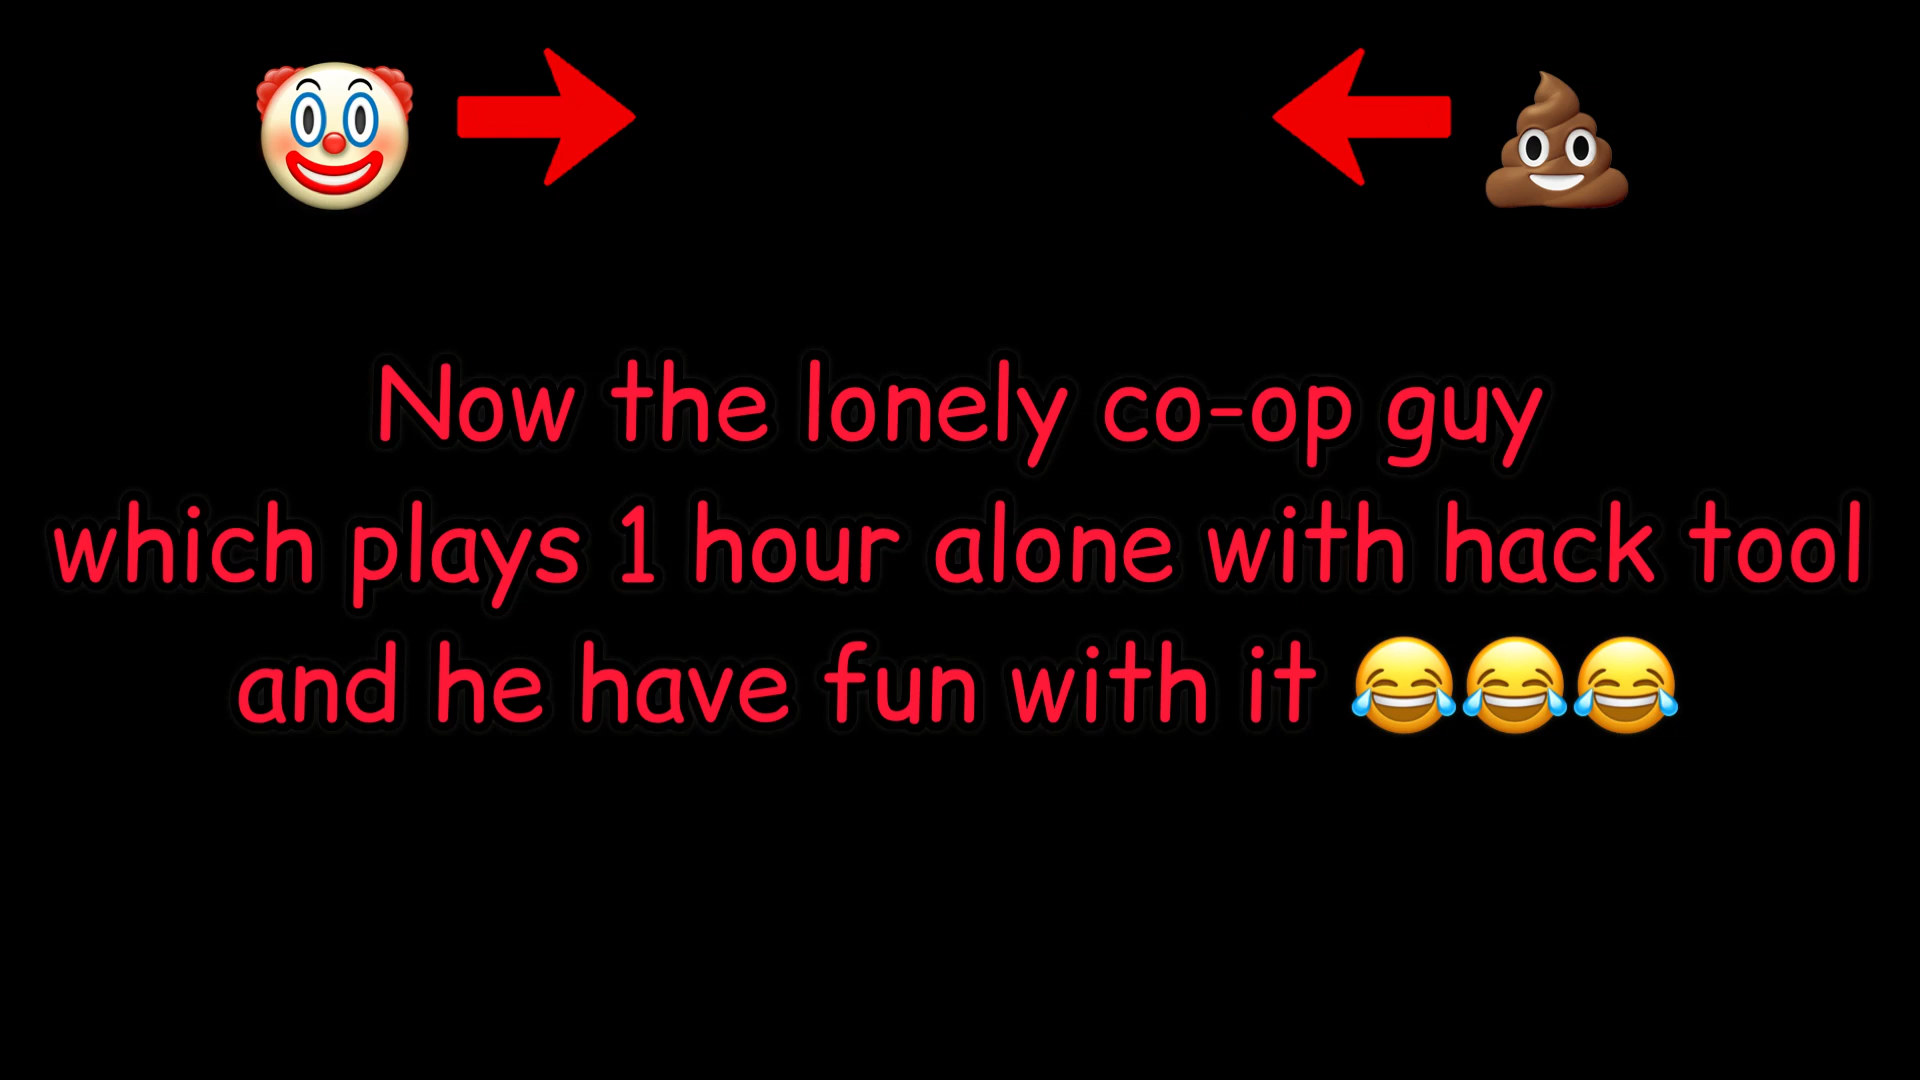 Now the lonely co-op guy
which plays 1 hour alone with hack tool
and he have fun with it 😂😂😂